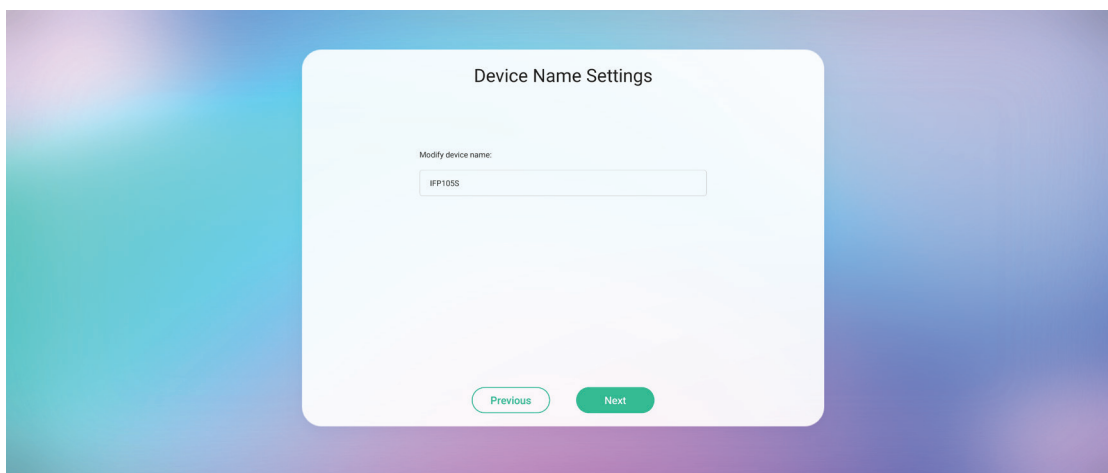 Device Name Settings
Modify device name:
IFP105S
Previous
Next